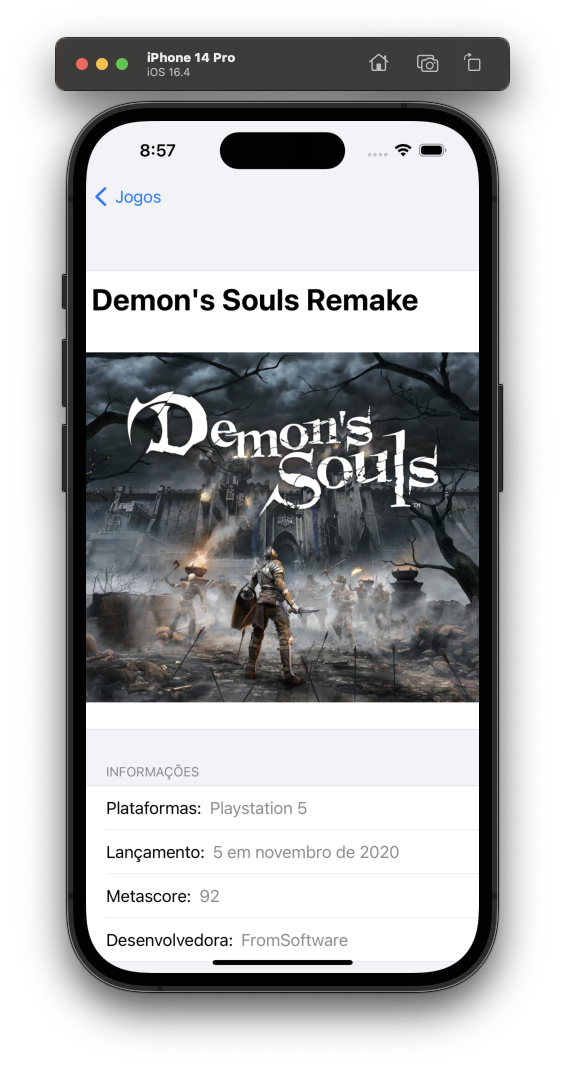 iPhone 14 Pro
iOS 16.4
8:57
Jogos
Demon's Souls Remake
Demon's
Souls
TM
INFORMAÇÕES
Plataformas: Playstation 5
Lançamento: 5 em novembro de 2020
Metascore: 92
Desenvolvedora: FromSoftware